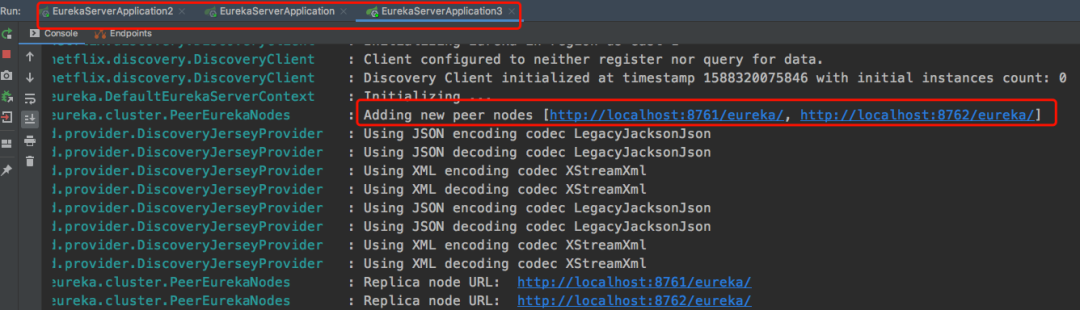 Run: EurekaServerApplication2 × EurekaServerApplication × EurekaServerApplication3 ×
Console Endpoints
netflix.discovery.DiscoveryClient : Client configured to neither register nor query for data.
netflix.discovery.DiscoveryClient : Discovery Client initialized at timestamp 1588320075846 with initial instances count: 0
eureka.DefaultEurekaServerContext : Initializing ...
eureka.cluster.PeerEurekaNodes : Adding new peer nodes [http://localhost:8761/eureka/, http://localhost:8762/eureka/]
d.provider.DiscoveryJerseyProvider : Using JSON encoding codec LegacyJacksonJson
d.provider.DiscoveryJerseyProvider : Using JSON decoding codec LegacyJacksonJson
d.provider.DiscoveryJerseyProvider : Using XML encoding codec XStreamXml
d.provider.DiscoveryJerseyProvider : Using XML decoding codec XStreamXml
d.provider.DiscoveryJerseyProvider : Using JSON encoding codec LegacyJacksonJson
d.provider.DiscoveryJerseyProvider : Using JSON decoding codec LegacyJacksonJson
d.provider.DiscoveryJerseyProvider : Using XML encoding codec XStreamXml
d.provider.DiscoveryJerseyProvider : Using XML decoding codec XStreamXml
eureka.cluster.PeerEurekaNodes : Replica node URL: http://localhost:8761/eureka/
eureka.cluster.PeerEurekaNodes : Replica node URL: http://localhost:8762/eureka/